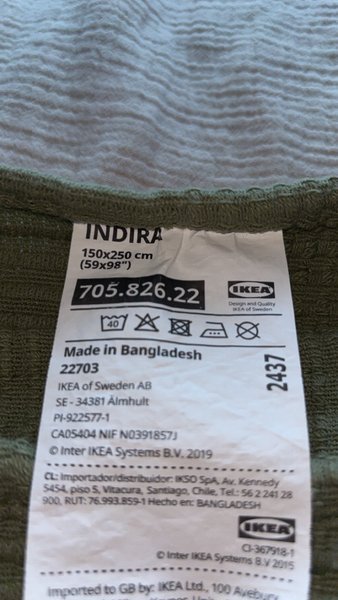 INDIRA
150x250 cm
(59x98")
705.826.22
IKEA
Design and Quality
IKEA of Sweden
40
Made in Bangladesh
22703
2437
IKEA of Sweden AB
SE - 34381 Älmhult
PI-922577-1
CA05404 NIF N0391857J
© Inter IKEA Systems B.V. 2019
CL: Importador/distribuidor: IKSO SpA, Av. Kennedy
5454, piso 5, Vitacura, Santiago, Chile, Tel.: 56 2 241 28
900, RUT: 76.993.859-1 Hecho en: BANGLADESH
IKEA
CI-367918-1
© Inter IKEA Systems B.V 2015
Imported to GB by: IKEA Ltd., 100 Avebury